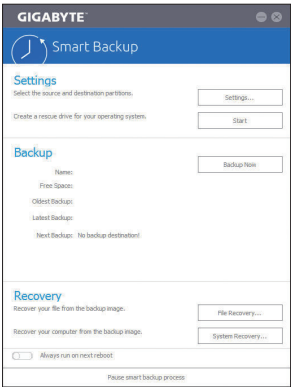 GIGABYTE™
Smart Backup
Settings
Select the source and destination partitions.
Settings...
Create a rescue drive for your operating system.
Start
Backup
Backup Now
Name:
Free Space:
Oldest Backup:
Latest Backup:
Next Backup: No backup destination!
Recovery
Recover your file from the backup image.
File Recovery...
Recover your computer from the backup image.
System Recovery...
Always run on next reboot
Pause smart backup process